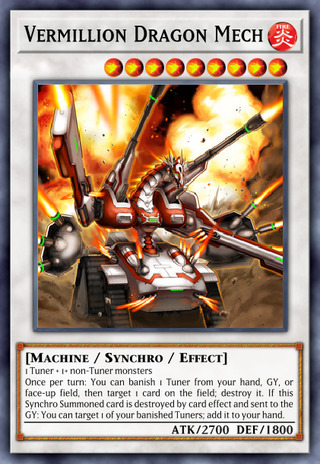 Vermillion Dragon Mech
FIRE
炎
[Machine / Synchro / Effect]
1 Tuner + 1+ non-Tuner monsters
Once per turn: You can banish 1 Tuner from your hand, GY, or
face-up field, then target 1 card on the field; destroy it. If this
Synchro Summoned card is destroyed by card effect and sent to the
GY: You can target 1 of your banished Tuners; add it to your hand.
ATK/2700 DEF/1800